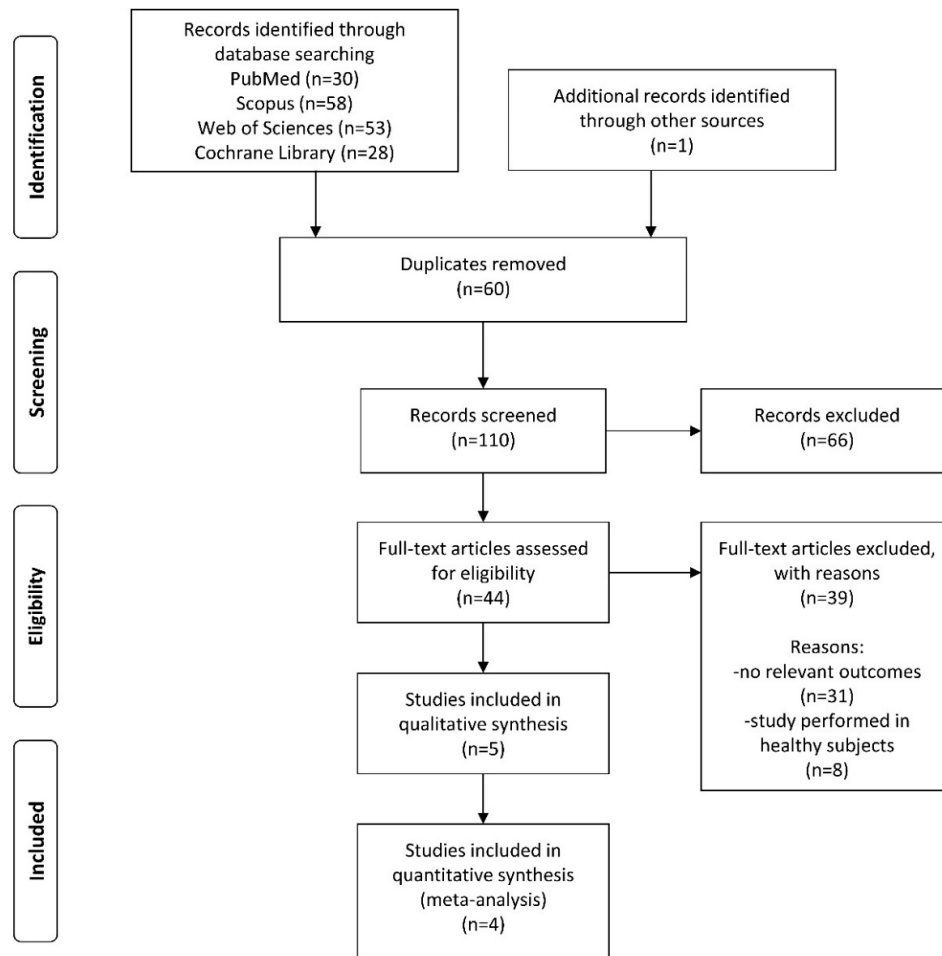 Identification
Records identified through
database searching
PubMed (n=30)
Scopus (n=58)
Web of Sciences (n=53)
Cochrane Library (n=28)
Additional records identified
through other sources
(n=1)
Duplicates removed
(n=60)
Screening
Records screened
(n=110)
Records excluded
(n=66)
Eligibility
Full-text articles assessed
for eligibility
(n=44)
Full-text articles excluded,
with reasons
(n=39)
Reasons:
-no relevant outcomes
(n=31)
-study performed in
healthy subjects
(n=8)
Studies included in
qualitative synthesis
(n=5)
Included
Studies included in
quantitative synthesis
(meta-analysis)
(n=4)